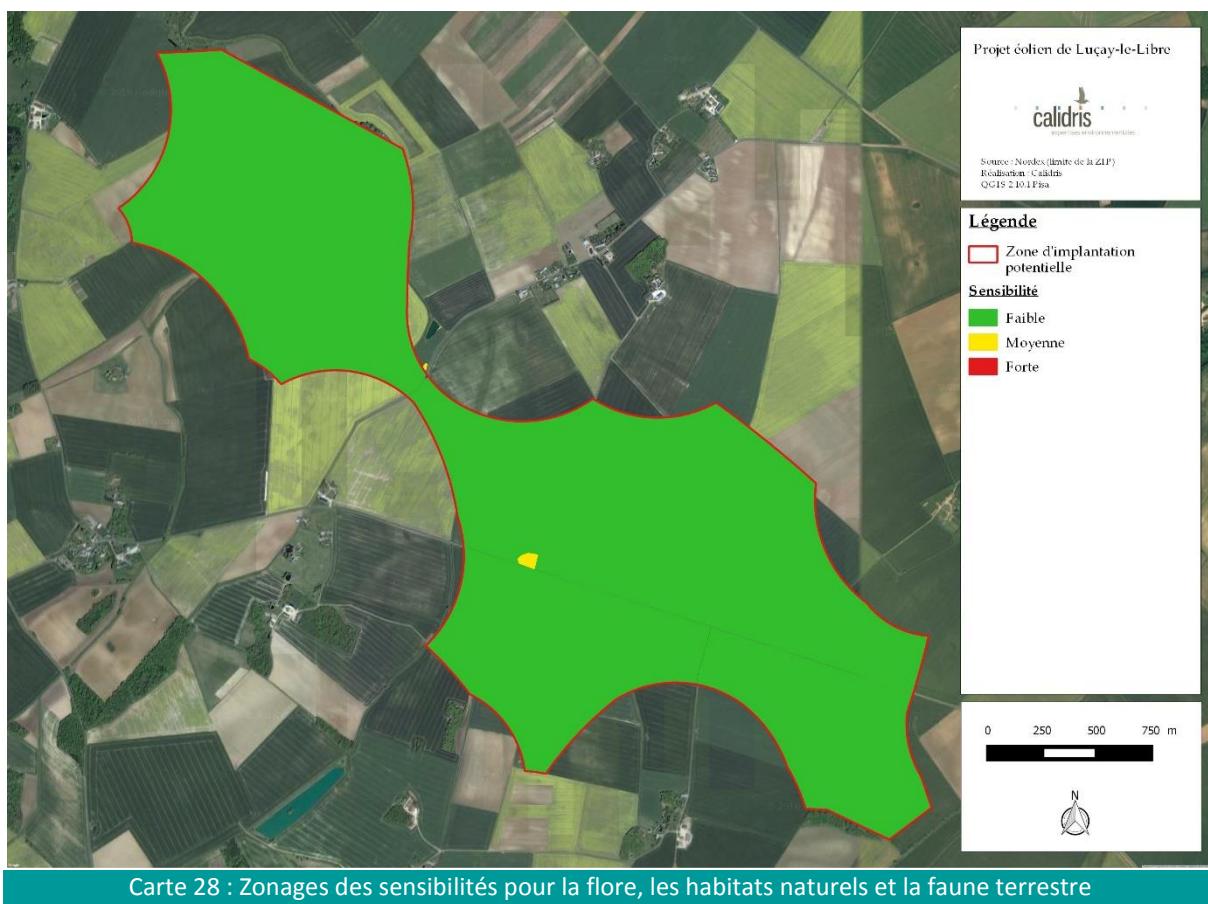 Projet éolien de Luçay-le-Libre
calidris
expertises environnementales
Source : Nordex (limite de la ZIP)
Réalisation : Calidris
QGIS 2.10.1 Pisa
Légende
Zone d'implantation
potentielle
Sensibilité
Faible
Moyenne
Forte
0 250 500 750 m
N
Carte 28 : Zonages des sensibilités pour la flore, les habitats naturels et la faune terrestre